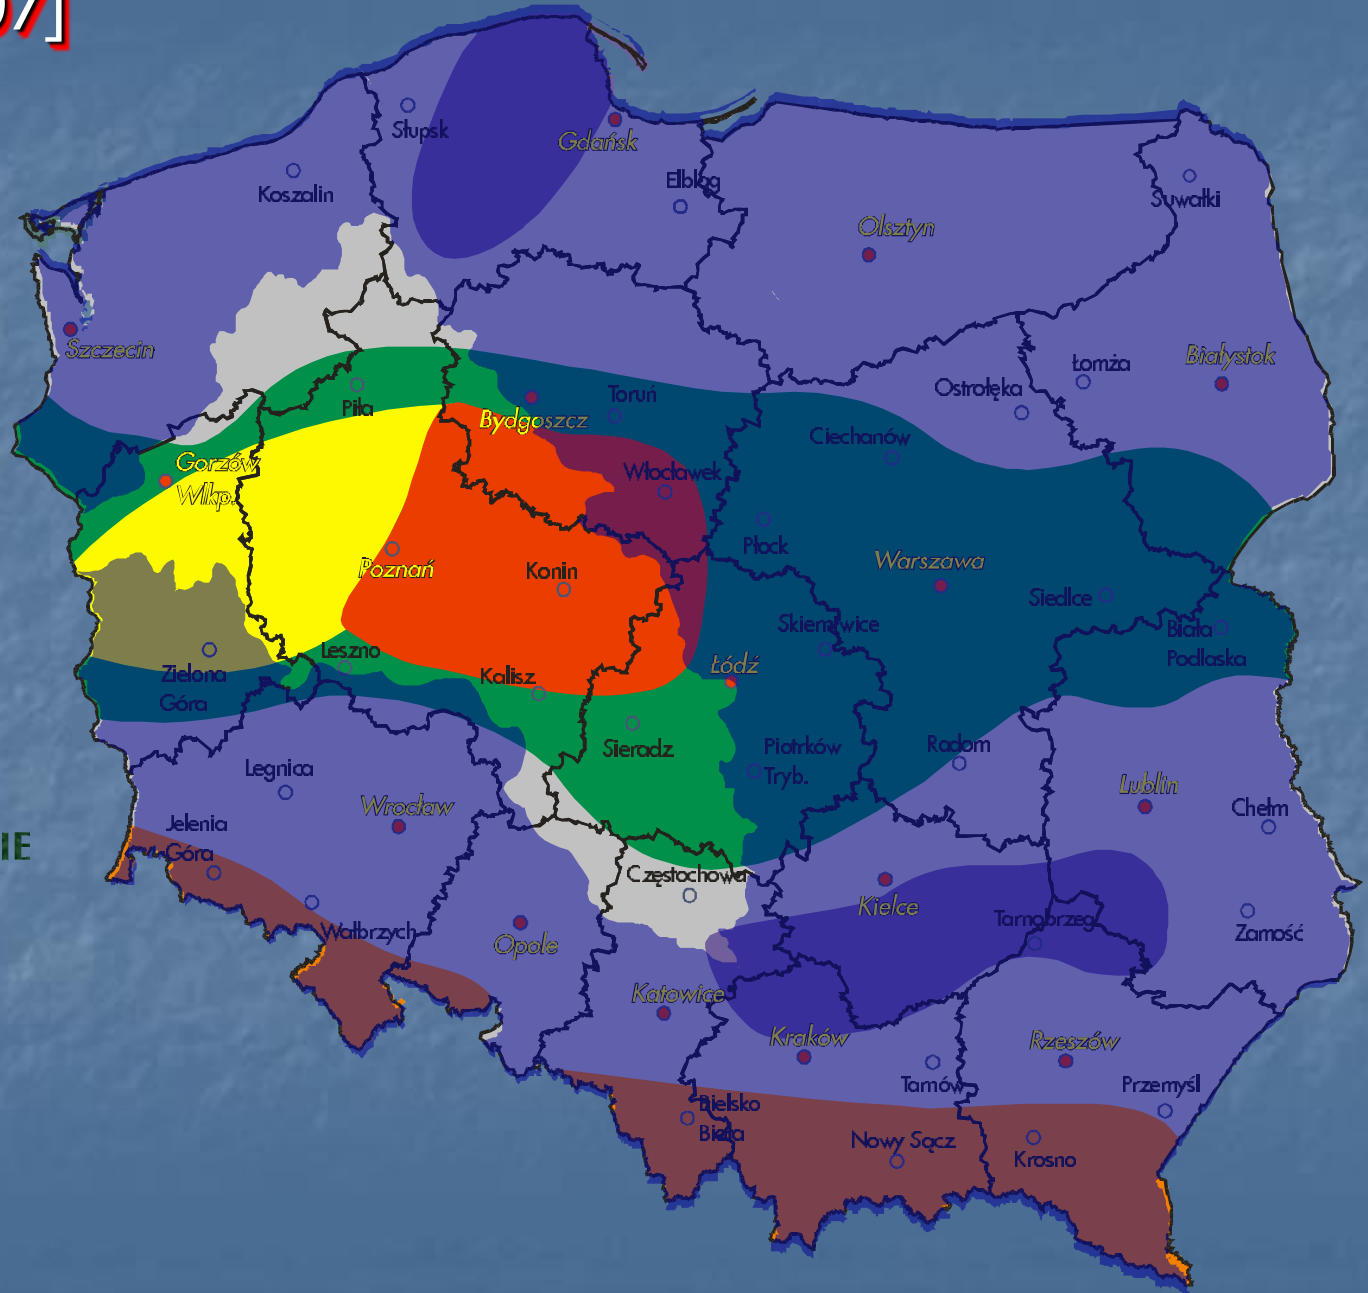 07]
Słupsk
Gdańsk
Koszalin
Elbląg
Suwałki
Olsztyn
Szczecin
Łomża
Białystok
Ostrołęka
Piła
Toruń
Bydgoszcz
Ciechanów
Gorzów
Wlkp.
Włocławek
Płock
Warszawa
Poznań
Konin
Siedlce
Skierniewice
Biała
Podlaska
Leszno
Łódź
Zielona
Góra
Kalisz
Sieradz
Piotrków
Tryb.
Radom
Legnica
Wrocław
Lublin
Chełm
Jelenia
Góra
IE
Częstochowa
Kielce
Tarnobrzeg
Wałbrzych
Opole
Zamość
Katowice
Kraków
Rzeszów
Tarnów
Przemyśl
Bielsko
Biała
Nowy Sącz
Krosno